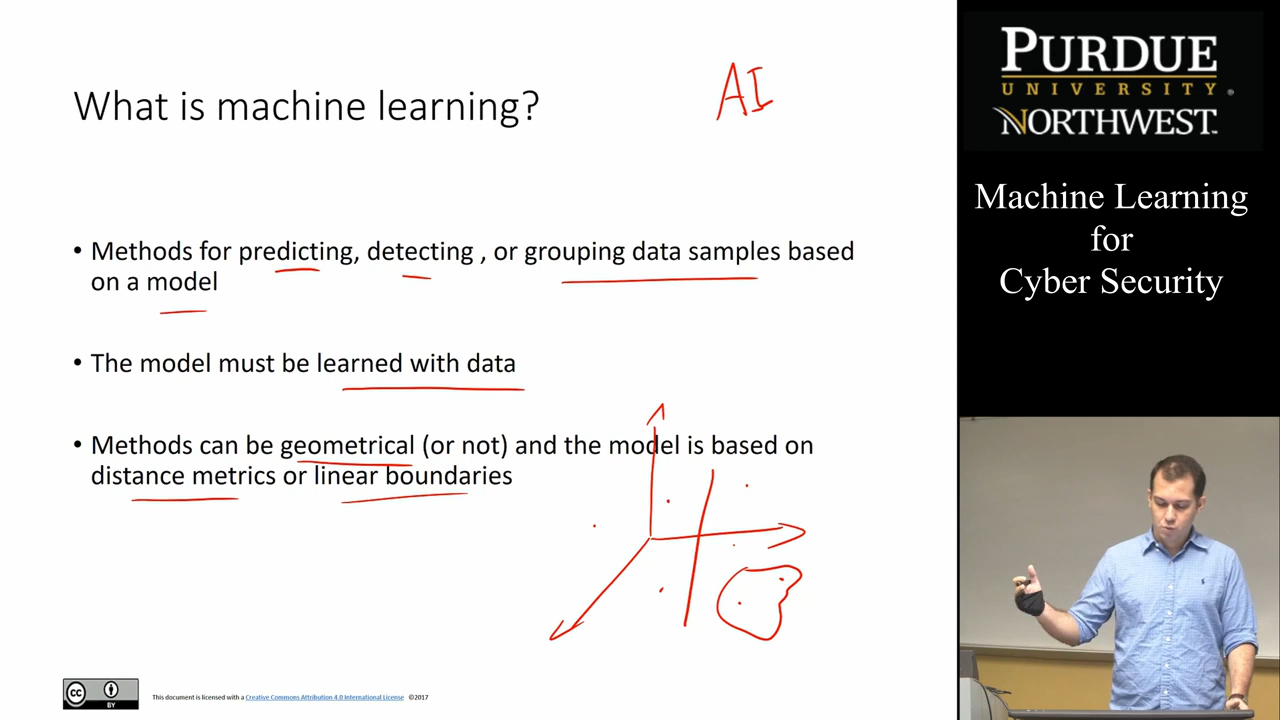 What is machine learning?
AI
• Methods for predicting, detecting , or grouping data samples based
on a model
• The model must be learned with data
• Methods can be geometrical (or not) and the model is based on
distance metrics or linear boundaries
cc
BY
This document is licensed with a Creative Commons Attribution 4.0 International License ©2017
PURDUE
UNIVERSITY®
NORTHWEST™
Machine Learning
for
Cyber Security